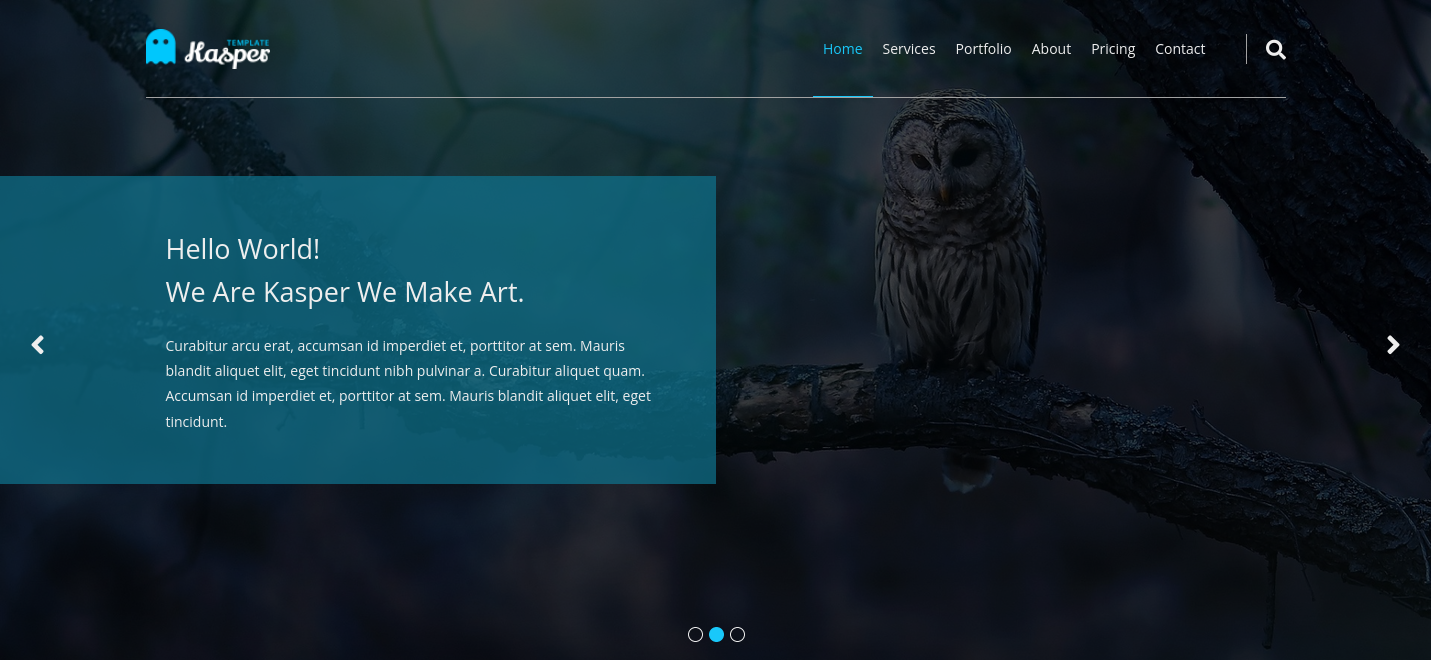 TEMPLATE
Kasper
Home Services Portfolio About Pricing Contact
Hello World!
We Are Kasper We Make Art.
Curabitur arcu erat, accumsan id imperdiet et, porttitor at sem. Mauris
blandit aliquet elit, eget tincidunt nibh pulvinar a. Curabitur aliquet quam.
Accumsan id imperdiet et, porttitor at sem. Mauris blandit aliquet elit, eget
tincidunt.